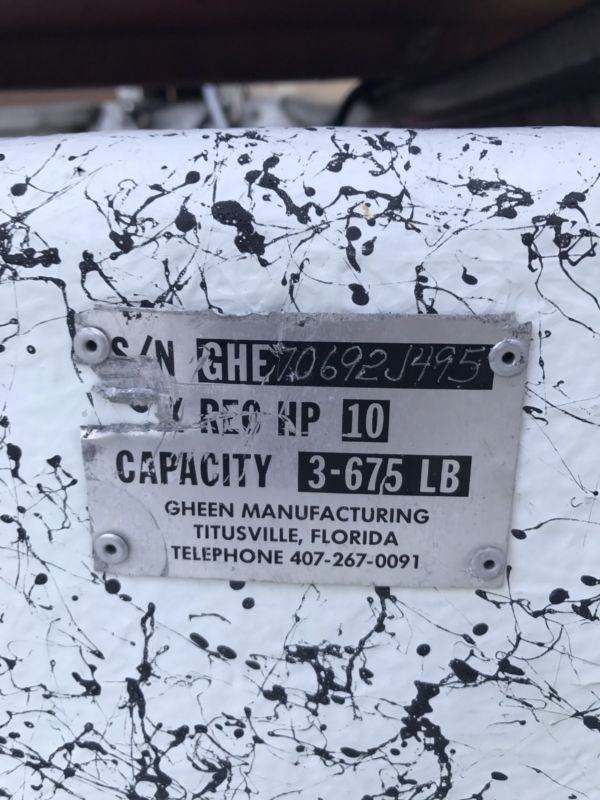 S/N GHE70692J495
REQ HP 10
CAPACITY 3-675 LB
GHEEN MANUFACTURING
TITUSVILLE, FLORIDA
TELEPHONE 407-267-0091